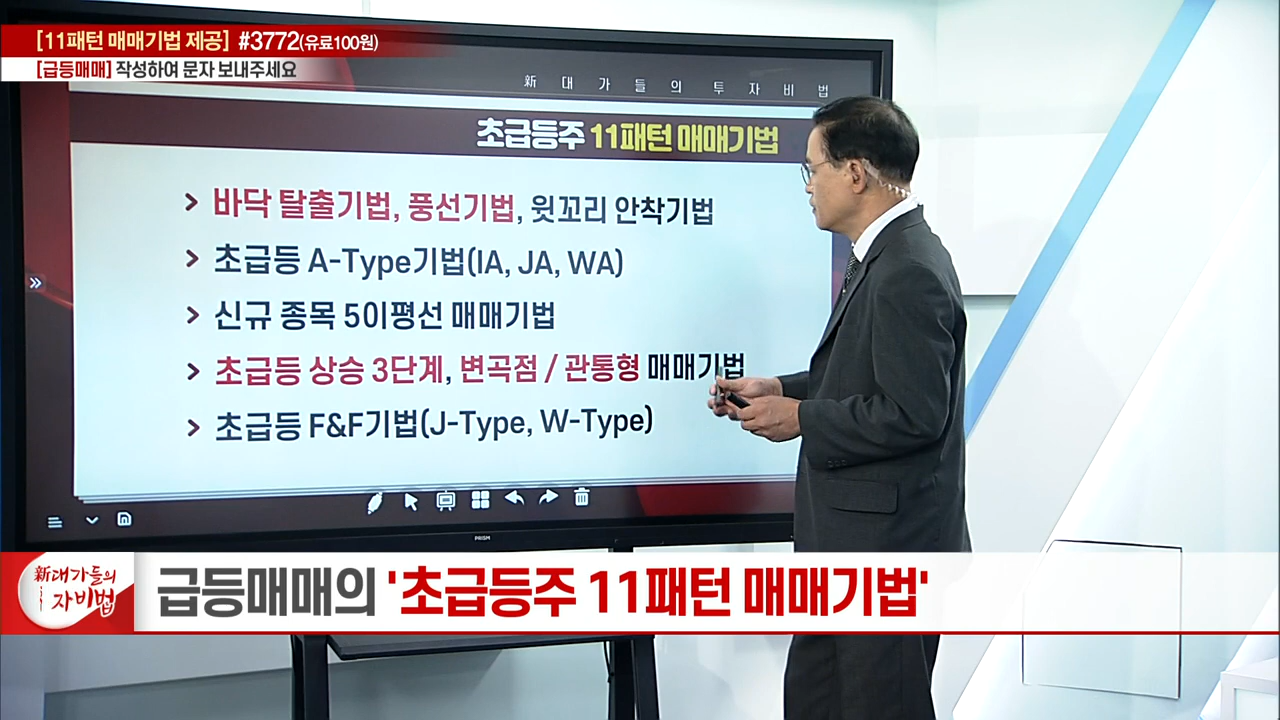 [11패턴 매매기법 제공] #3772(유료100원)
[급등매매] 작성하여 문자 보내주세요
新 대 가 들 의 투 자 비 법
초급등주 11패턴 매매기법
바닥 탈출기법, 풍선기법, 윗꼬리 안착기법
초급등 A-Type기법(IA, JA, WA)
신규 종목 5이평선 매매기법
초급등 상승 3단계, 변곡점 / 관통형 매매기법
초급등 F&F기법(J-Type, W-Type)
PRISM
新대가들의
자비법
급등매매의 '초급등주 11패턴 매매기법'